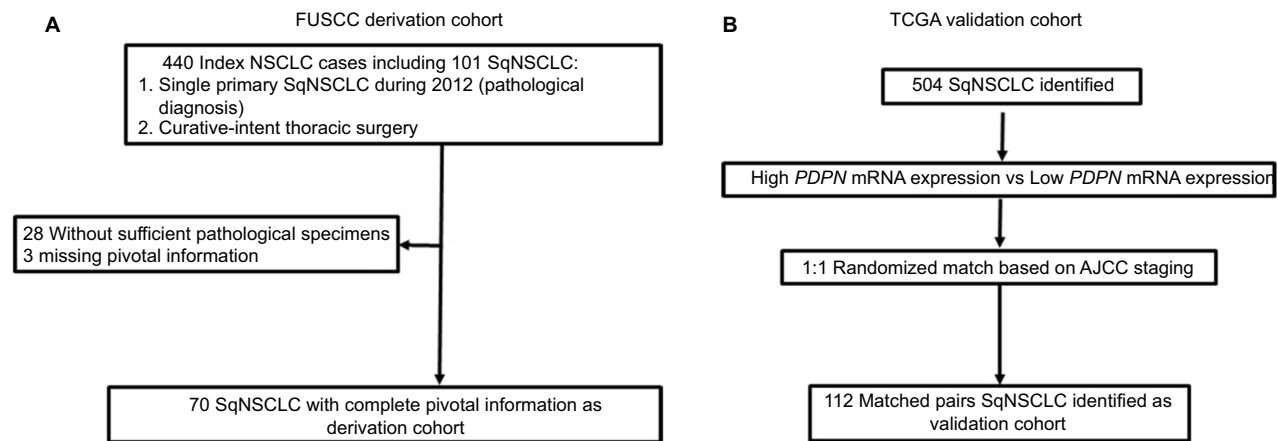 A
FUSCC derivation cohort
440 Index NSCLC cases including 101 SqNSCLC:
1. Single primary SqNSCLC during 2012 (pathological
diagnosis)
2. Curative-intent thoracic surgery
28 Without sufficient pathological specimens
3 missing pivotal information
70 SqNSCLC with complete pivotal information as
derivation cohort
B
TCGA validation cohort
504 SqNSCLC identified
High PDPN mRNA expression vs Low PDPN mRNA expression
1:1 Randomized match based on AJCC staging
112 Matched pairs SqNSCLC identified as
validation cohort